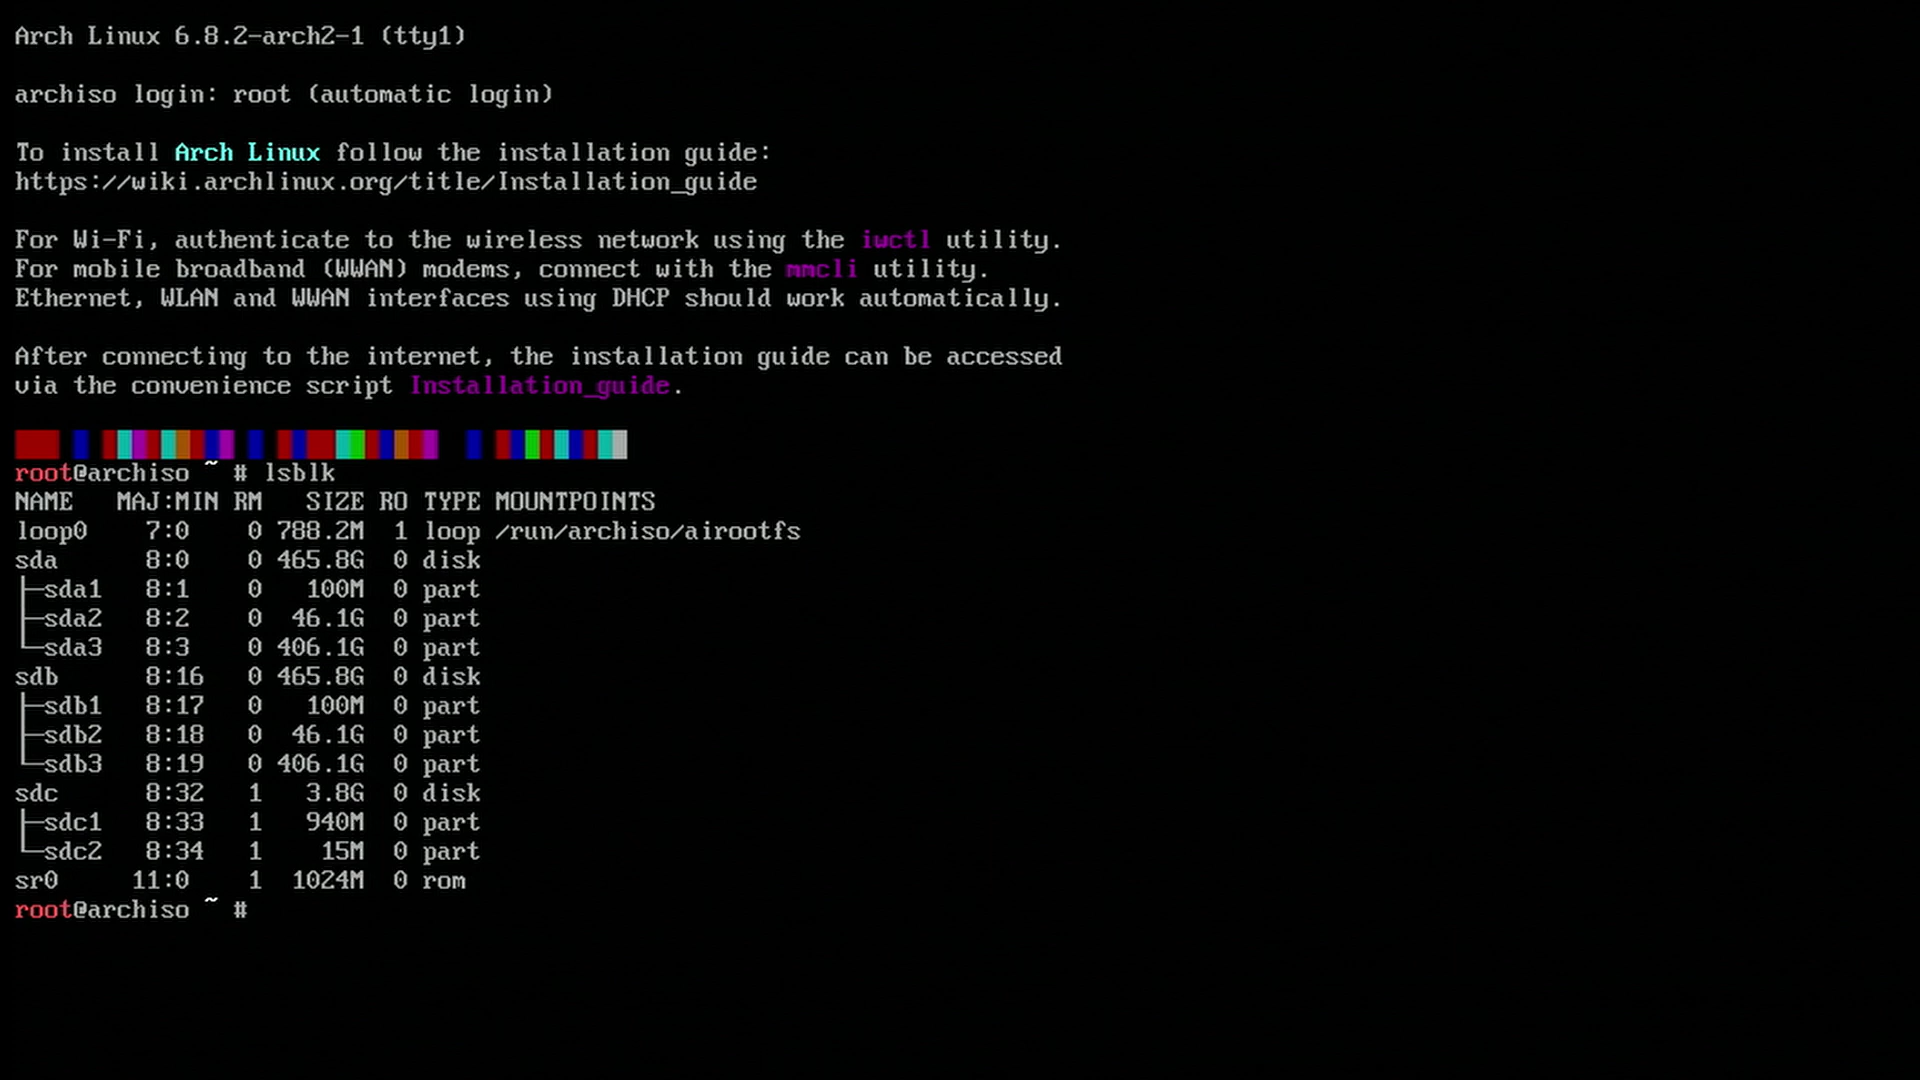 Arch Linux 6.8.2-arch2-1 (tty1)
archiso login: root (automatic login)
To install Arch Linux follow the installation guide:
https://wiki.archlinux.org/title/Installation_guide
For Wi-Fi, authenticate to the wireless network using the iwctl utility.
For mobile broadband (WWAN) modems, connect with the mmcli utility.
Ethernet, WLAN and WWAN interfaces using DHCP should work automatically.
After connecting to the internet, the installation guide can be accessed
via the convenience script Installation_guide.
root@archiso ~ # lsblk
NAME   MAJ:MIN RM   SIZE RO TYPE MOUNTPOINTS
loop0    7:0    0 788.2M  1 loop /run/archiso/airootfs
sda      8:0    0 465.8G  0 disk
├─sda1   8:1    0   100M  0 part
├─sda2   8:2    0  46.1G  0 part
└─sda3   8:3    0 406.1G  0 part
sdb      8:16   0 465.8G  0 disk
├─sdb1   8:17   0   100M  0 part
├─sdb2   8:18   0  46.1G  0 part
└─sdb3   8:19   0 406.1G  0 part
sdc      8:32   1   3.8G  0 disk
├─sdc1   8:33   1   940M  0 part
└─sdc2   8:34   1    15M  0 part
sr0     11:0    1  1024M  0 rom
root@archiso ~ #